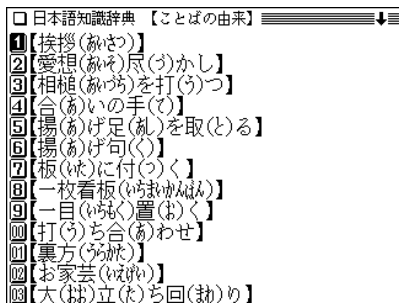 日本語知識辞典 【ことばの由来】
1【挨拶(あいさつ)】
2【愛想(あいそ)尽(づ)かし】
3【相槌(あいづち)を打(う)つ】
4【合(あ)いの手(て)】
5【揚(あ)げ足(あし)を取(と)る】
6【揚(あ)げ句(く)】
7【板(いた)に付(つ)く】
8【一枚看板(いちまいかんばん)】
9【一目(いちもく)置(お)く】
00【打(う)ち合(あ)わせ】
01【裏方(うらかた)】
02【お家芸(いえげい)】
03【大(おお)立(た)ち回(まわ)り】